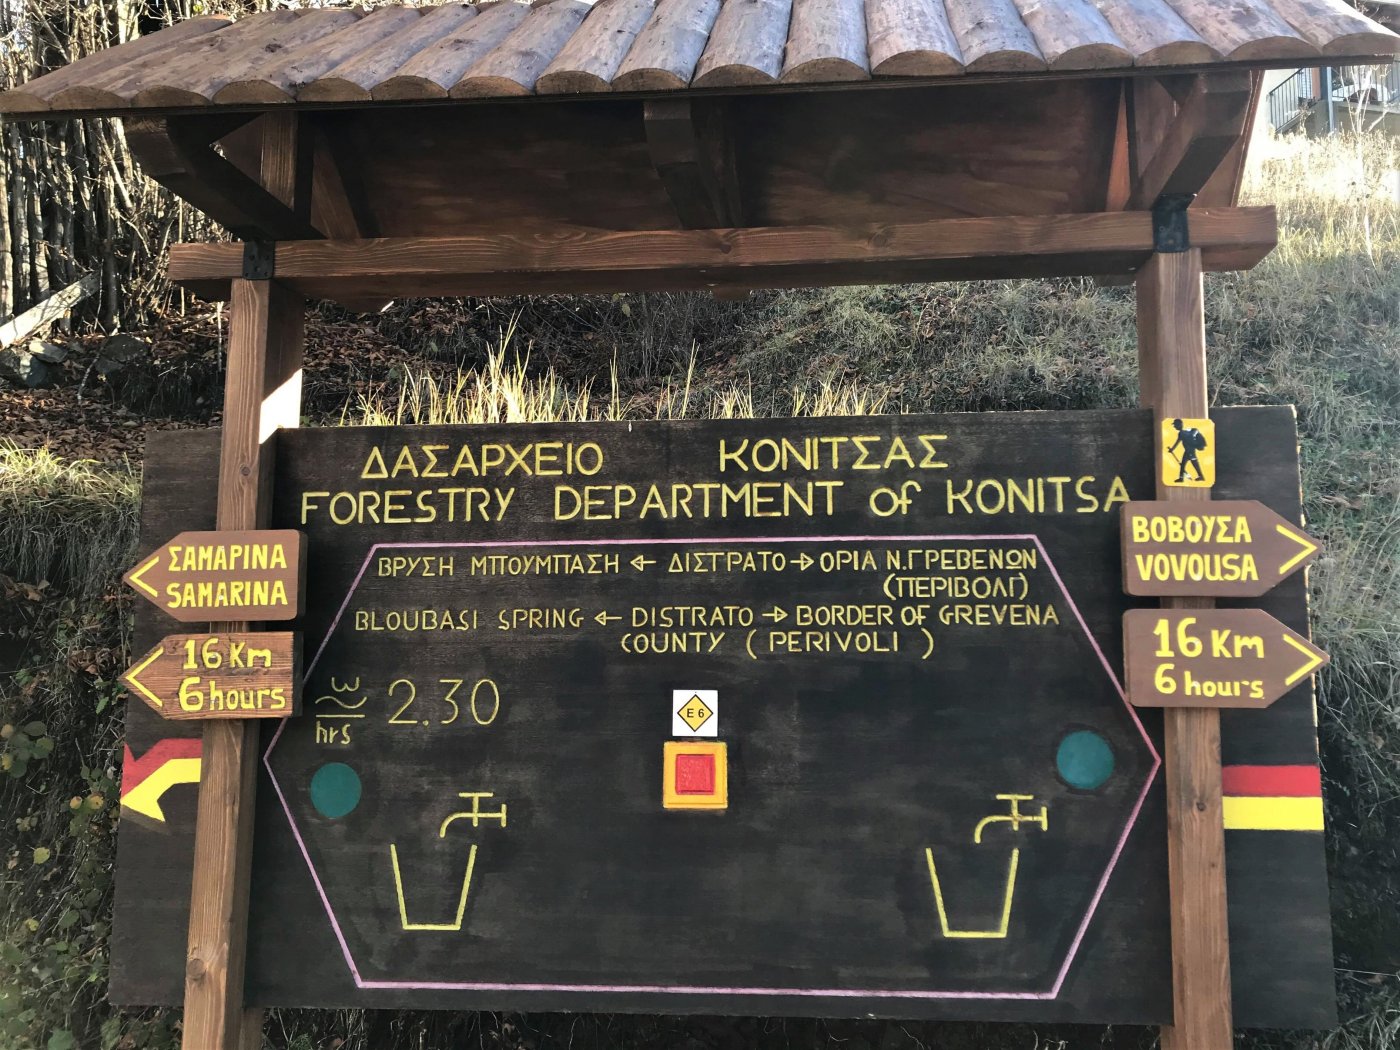 ΔΑΣΑΡΧΕΙΟ ΚΟΝΙΤΣΑΣ
FORESTRY DEPARTMENT of KONITSA
ΒΡΥΣΗ ΜΠΟΥΜΠΑΣΗ ← ΔΙΣΤΡΑΤΟ → ΟΡΙΑ Ν.ΓΡΕΒΕΝΩΝ
(ΠΕΡΙΒΟΛΙ)
BLOUBASI SPRING ← DISTRATO → BORDER OF GREVENA
COUNTY ( PERIVOLI )
ΣΑΜΑΡΙΝΑ
SAMARINA
16 Km
6 hours
ΒΟΒΟΥΣΑ
VOVOUSA
16 Km
6 hours
ω
hrs
2.30
E 6